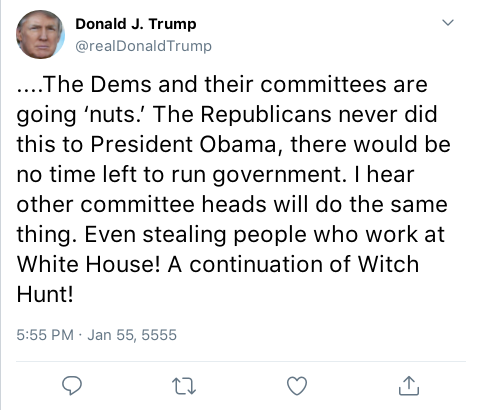 Donald J. Trump
@realDonaldTrump
....The Dems and their committees are
going ‘nuts.’ The Republicans never did
this to President Obama, there would be
no time left to run government. I hear
other committee heads will do the same
thing. Even stealing people who work at
White House! A continuation of Witch
Hunt!
5:55 PM · Jan 55, 5555